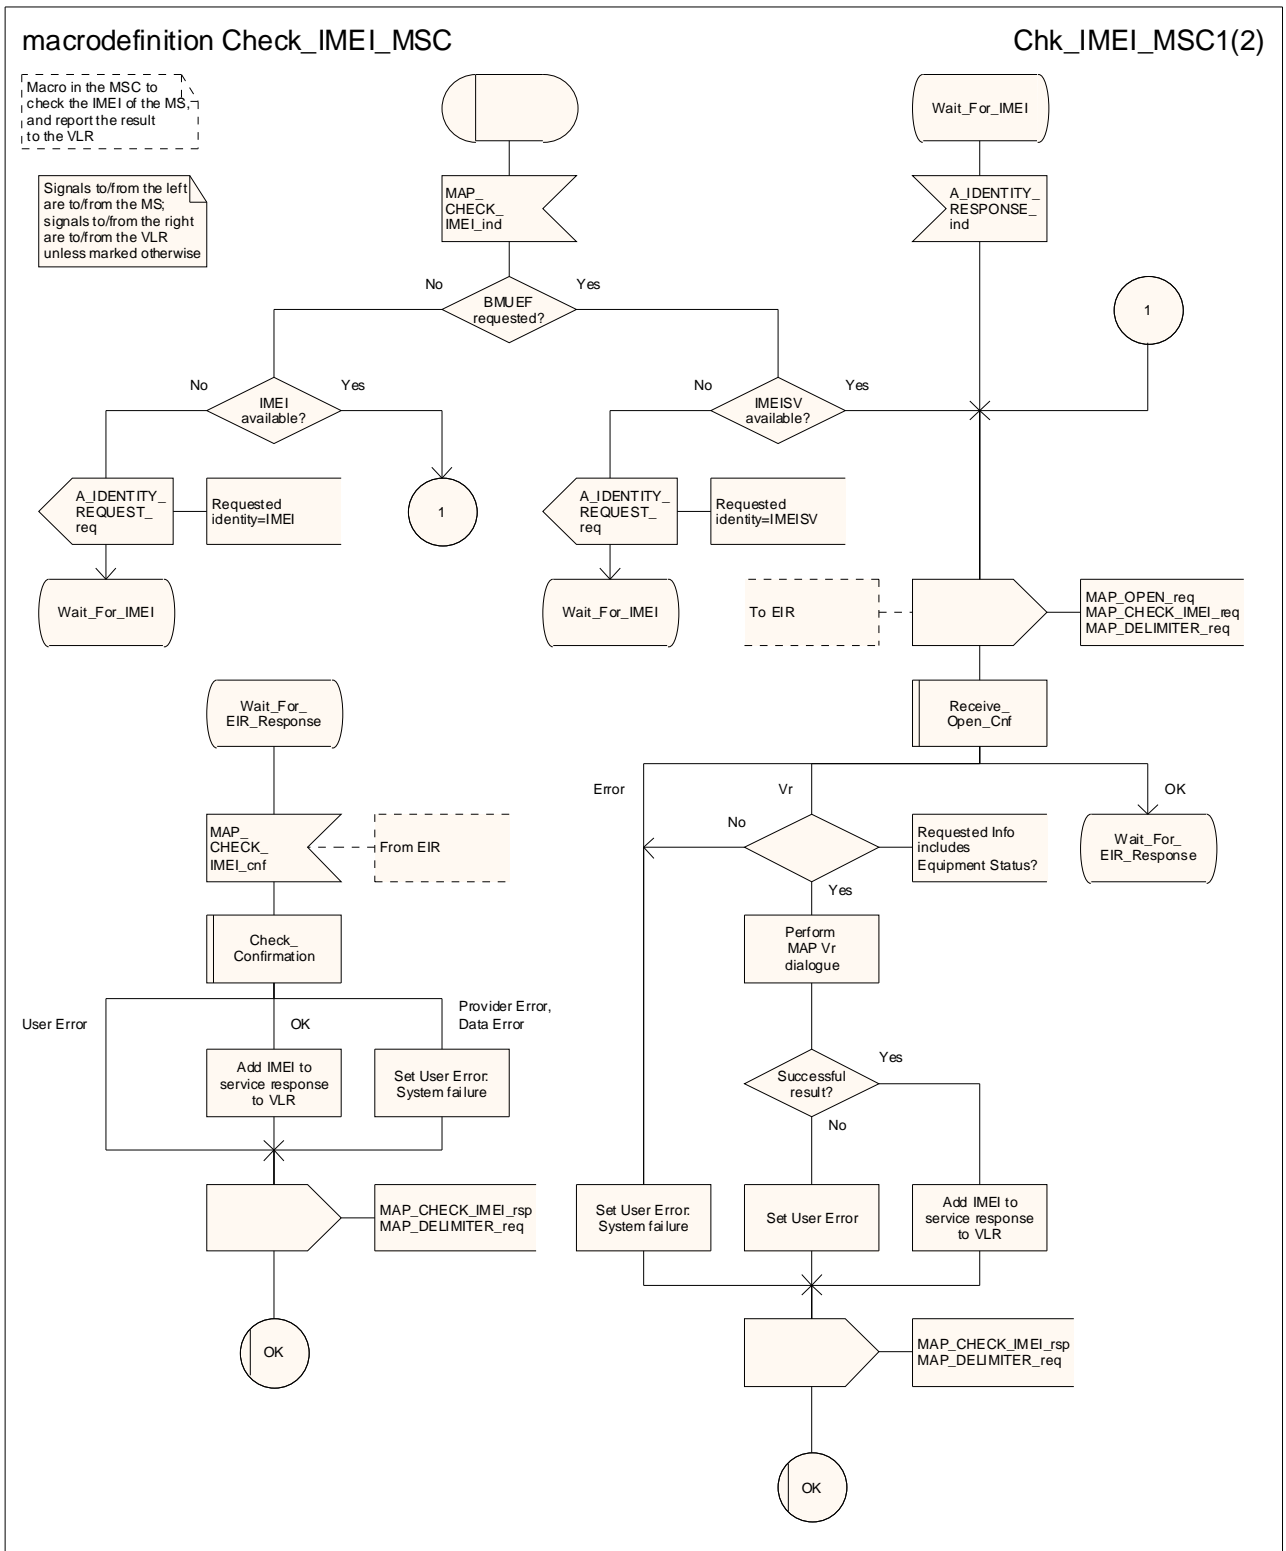 macrodefinition Check_IMEI_MSC
Chk_IMEI_MSC1(2)
Macro in the MSC to
check the IMEI of the MS,
and report the result
to the VLR
Signals to/from the left
are to/from the MS;
signals to/from the right
are to/from the VLR
unless marked otherwise
MAP_
CHECK_
IMEI_ind
Wait_For_IMEI
A_IDENTITY_
RESPONSE_
ind
No
Yes
BMUEF
requested?
1
No
Yes
IMEI
available?
No
Yes
IMEISV
available?
A_IDENTITY_
REQUEST_
req
Requested
identity=IMEI
1
A_IDENTITY_
REQUEST_
req
Requested
identity=IMEISV
Wait_For_IMEI
Wait_For_IMEI
To EIR
MAP_OPEN_req
MAP_CHECK_IMEI_req
MAP_DELIMITER_req
Wait_For_
EIR_Response
Receive_
Open_Cnf
Error
Vr
OK
MAP_
CHECK_
IMEI_cnf
From EIR
No
Requested Info
includes
Equipment Status?
Wait_For_
EIR_Response
Yes
Check_
Confirmation
Perform
MAP Vr
dialogue
User Error
OK
Provider Error,
Data Error
Add IMEI to
service response
to VLR
Set User Error:
System failure
Yes
Successful
result?
No
MAP_CHECK_IMEI_rsp
MAP_DELIMITER_req
Set User Error:
System failure
Set User Error
Add IMEI to
service response
to VLR
OK
MAP_CHECK_IMEI_rsp
MAP_DELIMITER_req
OK